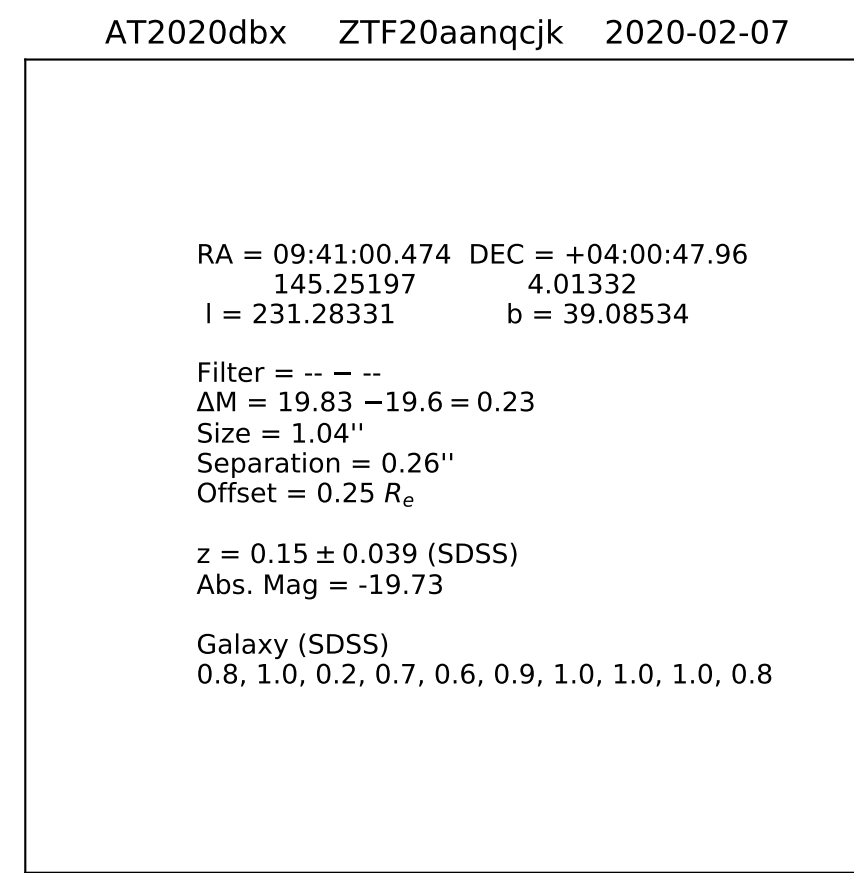 AT2020dbx ZTF20aanqcjk 2020-02-07
RA = 09:41:00.474 DEC = +04:00:47.96
145.25197 4.01332
l = 231.28331 b = 39.08534
Filter = -- − --
ΔM = 19.83 −19.6 = 0.23
Size = 1.04''
Separation = 0.26''
Offset = 0.25 Rₑ
z = 0.15 ± 0.039 (SDSS)
Abs. Mag = -19.73
Galaxy (SDSS)
0.8, 1.0, 0.2, 0.7, 0.6, 0.9, 1.0, 1.0, 1.0, 0.8